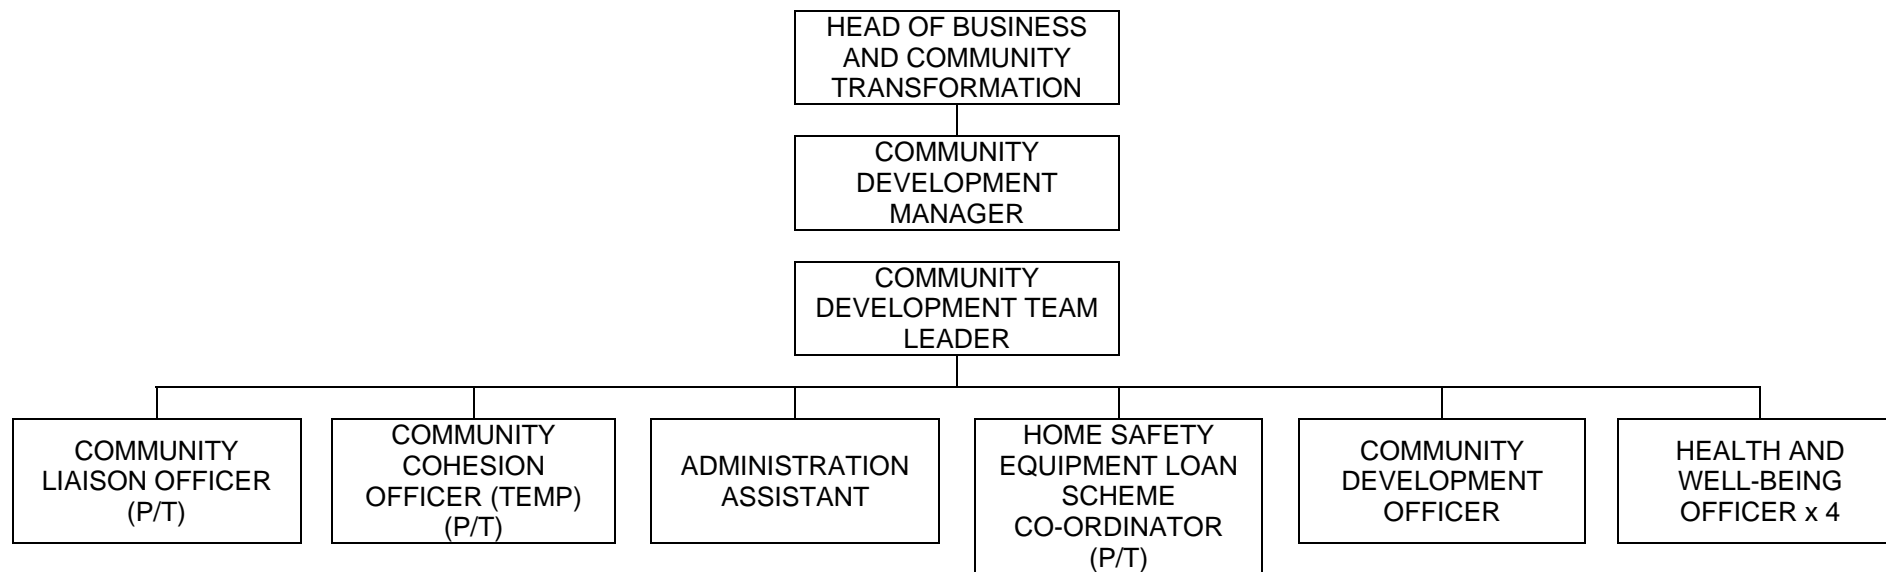 HEAD OF BUSINESS
AND COMMUNITY
TRANSFORMATION
COMMUNITY
DEVELOPMENT
MANAGER
COMMUNITY
DEVELOPMENT TEAM
LEADER
COMMUNITY
LIAISON OFFICER
(P/T)
COMMUNITY
COHESION
OFFICER (TEMP)
(P/T)
ADMINISTRATION
ASSISTANT
HOME SAFETY
EQUIPMENT LOAN
SCHEME
CO-ORDINATOR
(P/T)
COMMUNITY
DEVELOPMENT
OFFICER
HEALTH AND
WELL-BEING
OFFICER x 4